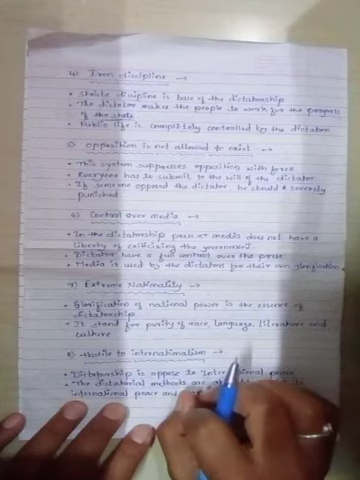 4) Iron discipline →
• Stricte discipline is base of the dictatorship
• The dictator makes the people to work for the progress
of the state.
• Public life is completely controlled by the dictator
5) opposition is not allowed to exist →
• This system suppresses opposition with force
• Everyone has to submit to the will of the dictator
• If someone opposed the dictator, he should severely
punished
6) Control over media →
• In the dictatorship press or media does not have a
liberty of criticizing the government.
• Dictator have a full control over the press
• Media is used by the dictator for their own glorification
7) Extreme Nationality →
• Glorification of national power is the essence of
dictatorship
• It stand for purity of race, language, literature and
culture
8) Hostile to internationalism →
• Dictatorship is oppose to International peace
• The dictatorial methods are
international peace and